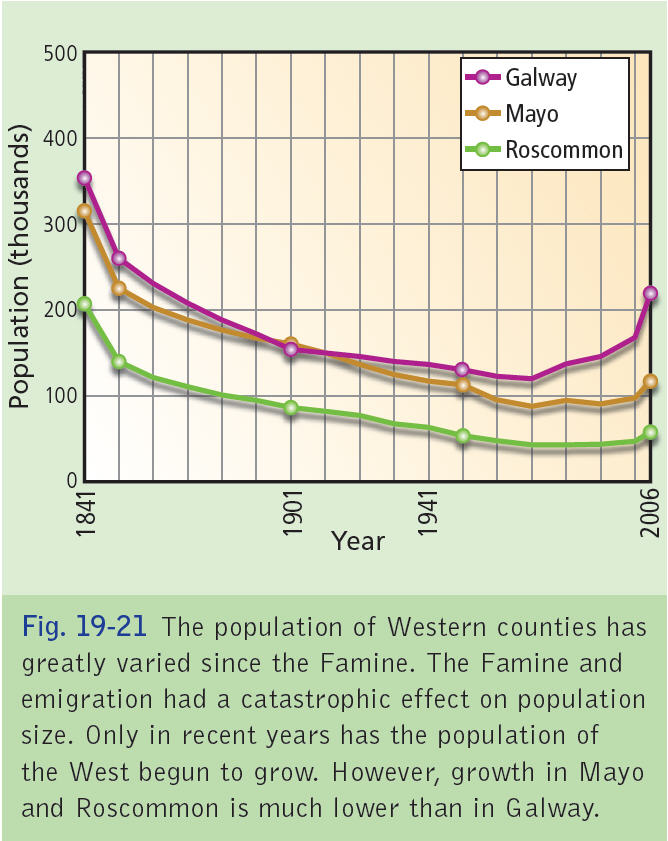 500
400
300
200
100
0
Population (thousands)
Galway
Mayo
Roscommon
1841
1901
1941
2006
Year
Fig. 19-21 The population of Western counties has
greatly varied since the Famine. The Famine and
emigration had a catastrophic effect on population
size. Only in recent years has the population of
the West begun to grow. However, growth in Mayo
and Roscommon is much lower than in Galway.